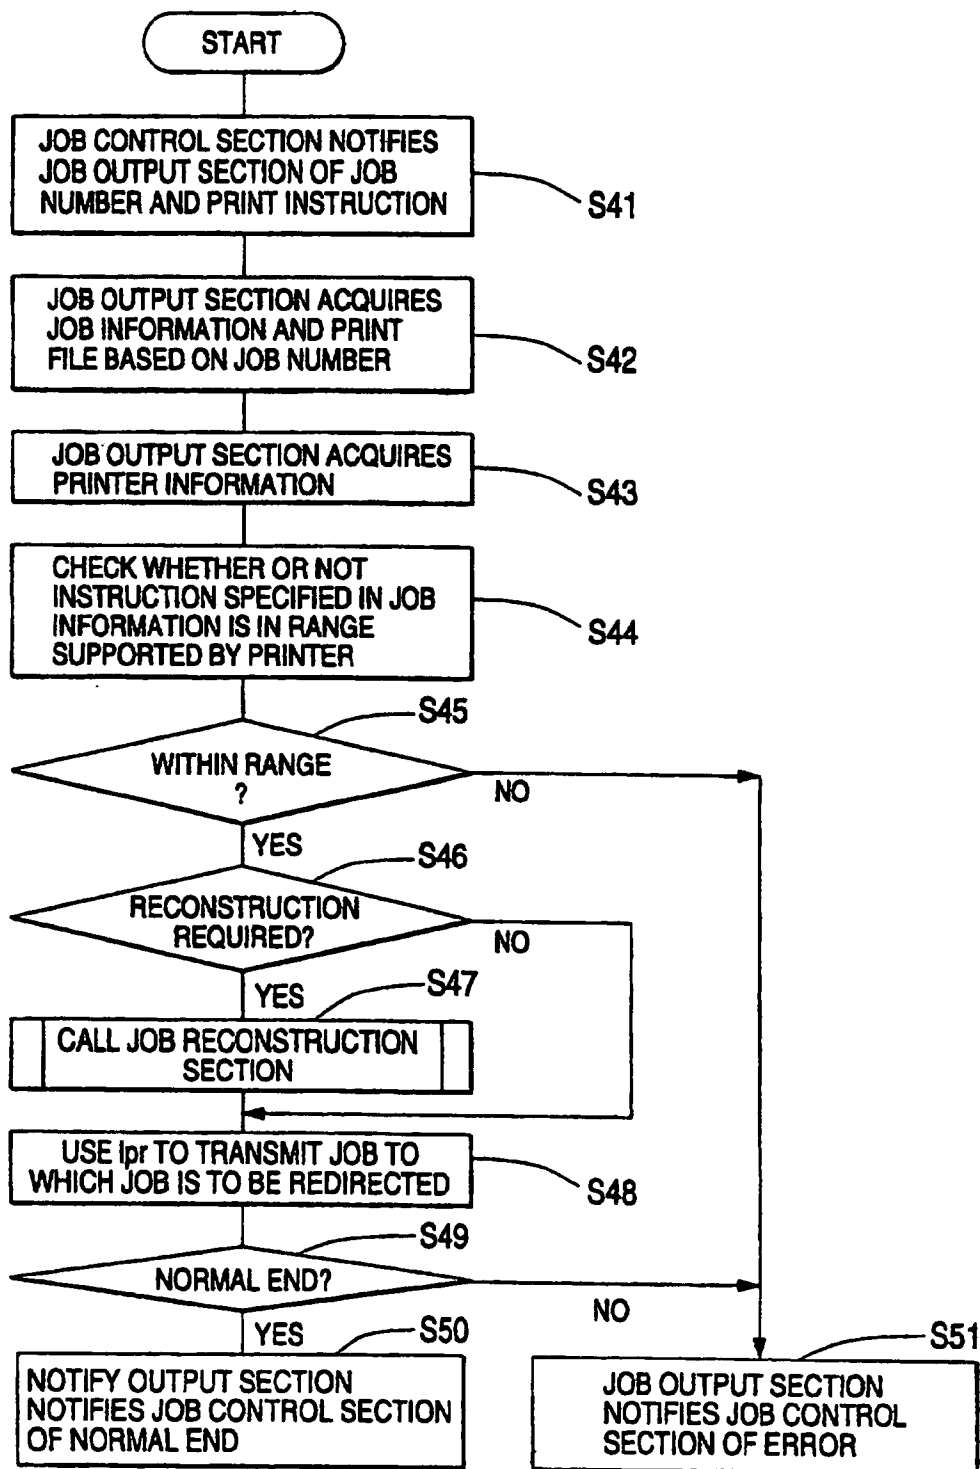 START
JOB CONTROL SECTION NOTIFIES
JOB OUTPUT SECTION OF JOB
NUMBER AND PRINT INSTRUCTION
S41
JOB OUTPUT SECTION ACQUIRES
JOB INFORMATION AND PRINT
FILE BASED ON JOB NUMBER
S42
JOB OUTPUT SECTION ACQUIRES
PRINTER INFORMATION
S43
CHECK WHETHER OR NOT
INSTRUCTION SPECIFIED IN JOB
INFORMATION IS IN RANGE
SUPPORTED BY PRINTER
S44
S45
WITHIN RANGE
?
NO
YES
S46
RECONSTRUCTION
REQUIRED?
NO
YES
S47
CALL JOB RECONSTRUCTION
SECTION
USE lpr TO TRANSMIT JOB TO
WHICH JOB IS TO BE REDIRECTED
S48
S49
NORMAL END?
NO
YES
S50
NOTIFY OUTPUT SECTION
NOTIFIES JOB CONTROL SECTION
OF NORMAL END
S51
JOB OUTPUT SECTION
NOTIFIES JOB CONTROL
SECTION OF ERROR